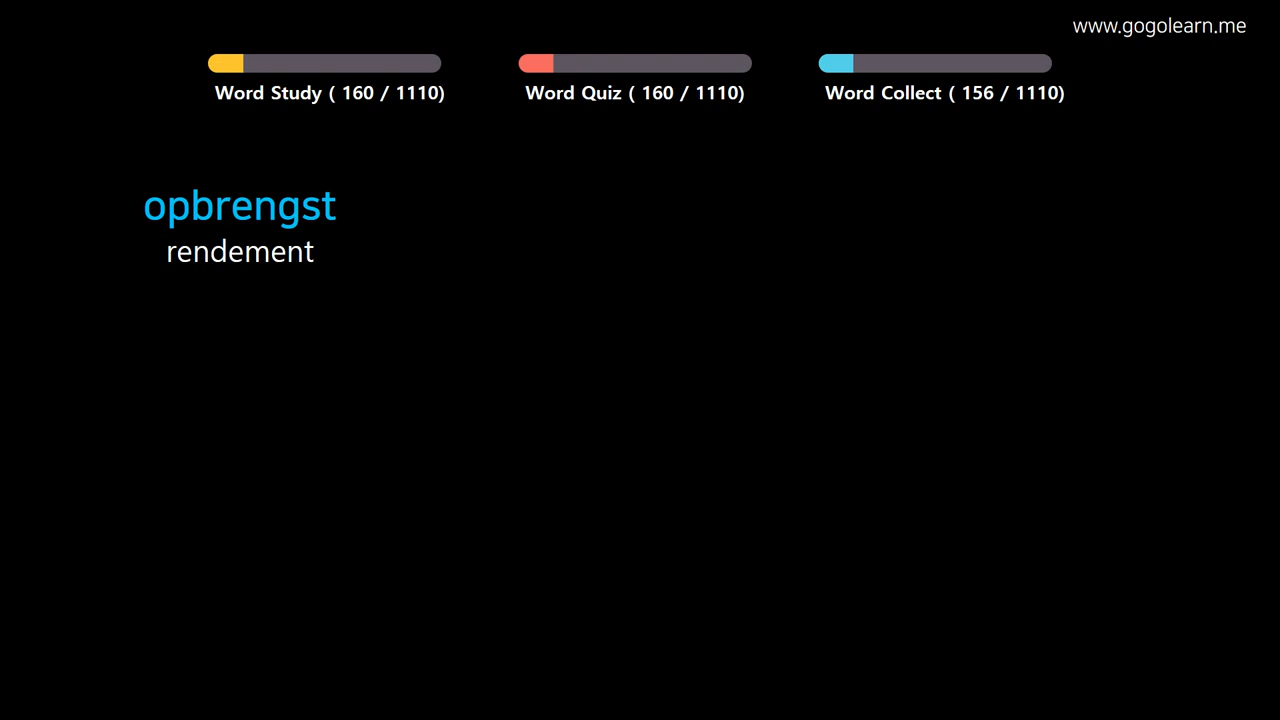 www.gogolearn.me
Word Study ( 160 / 1110)
Word Quiz ( 160 / 1110)
Word Collect ( 156 / 1110)
opbrengst
rendement